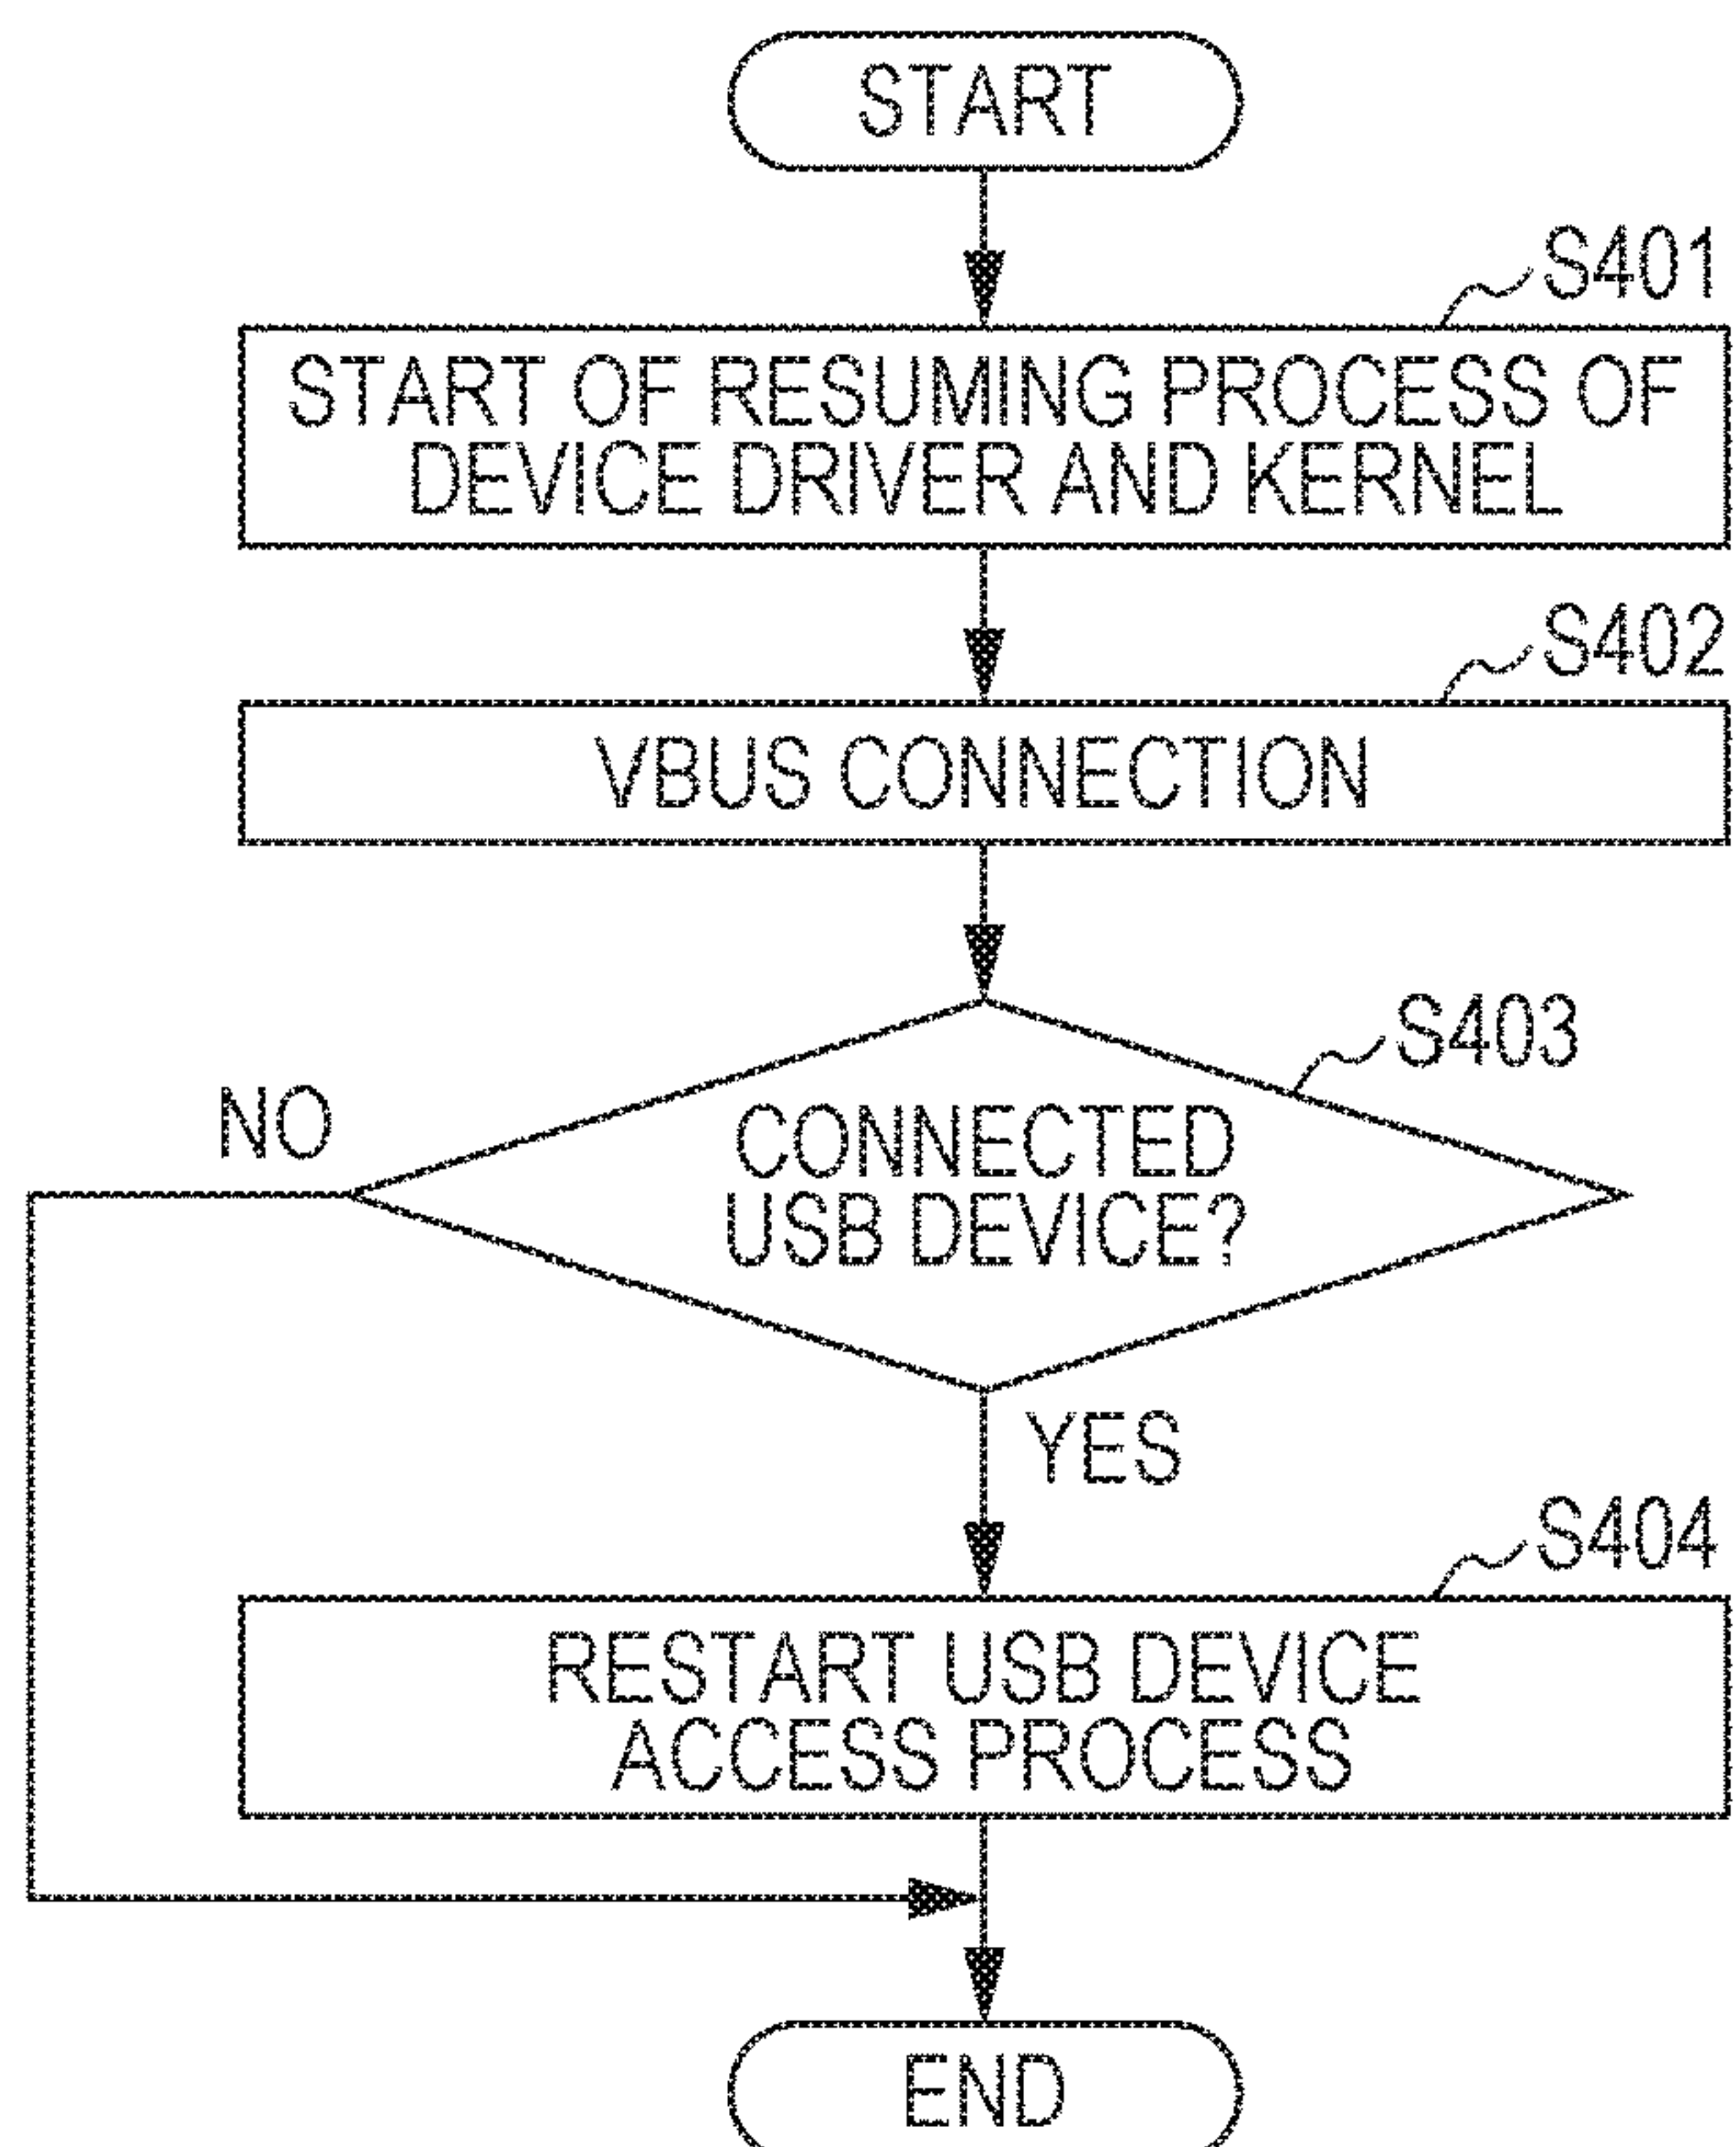 START
S401
START OF RESUMING PROCESS OF
DEVICE DRIVER AND KERNEL
S402
VBUS CONNECTION
S403
NO
CONNECTED
USB DEVICE?
YES
S404
RESTART USB DEVICE
ACCESS PROCESS
END